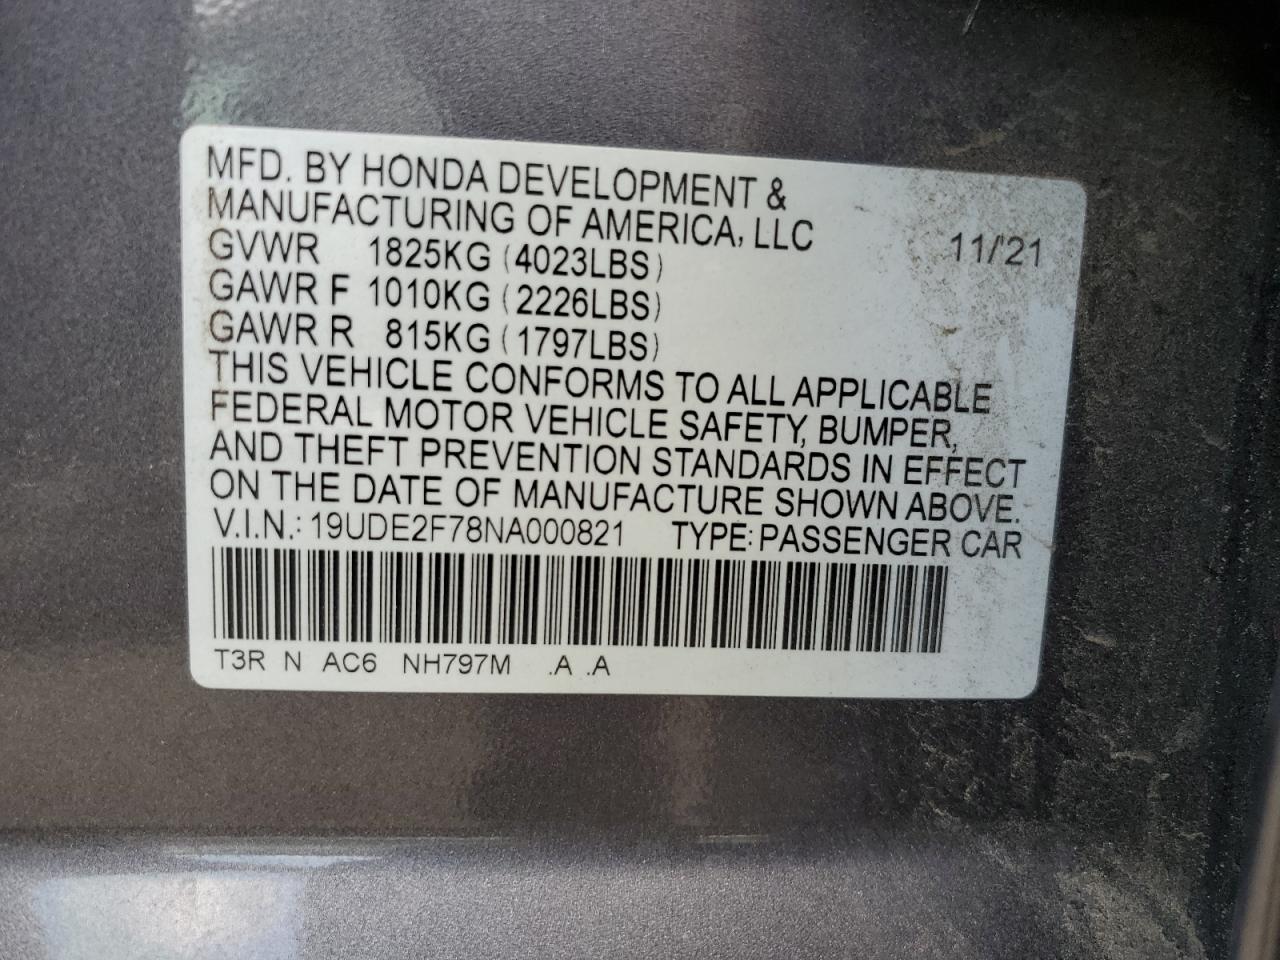 MFD. BY HONDA DEVELOPMENT &
MANUFACTURING OF AMERICA, LLC 11/'21
GVWR 1825KG (4023LBS)
GAWR F 1010KG (2226LBS)
GAWR R 815KG (1797LBS)
THIS VEHICLE CONFORMS TO ALL APPLICABLE
FEDERAL MOTOR VEHICLE SAFETY, BUMPER,
AND THEFT PREVENTION STANDARDS IN EFFECT
ON THE DATE OF MANUFACTURE SHOWN ABOVE.
V.I.N.: 19UDE2F78NA000821 TYPE: PASSENGER CAR
T3R N AC6 NH797M .A .A